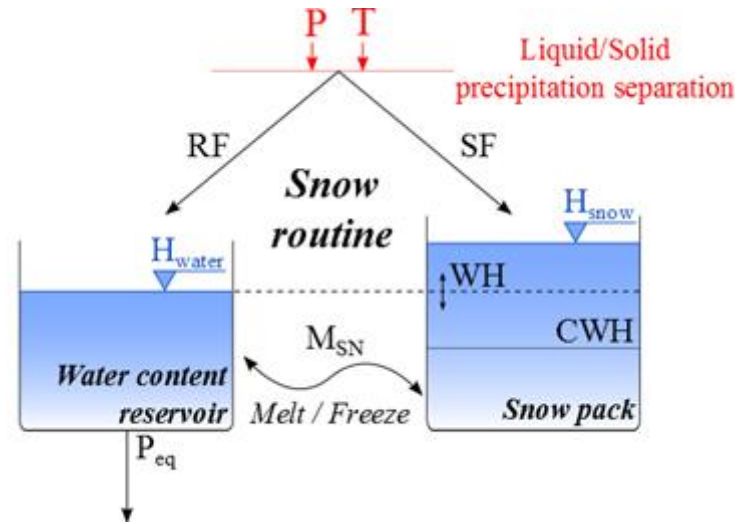 P T
Liquid/Solid
precipitation separation
RF
SF
Snow
routine
H_snow
H_water
WH
CWH
M_SN
Water content
reservoir
Melt / Freeze
Snow pack
P_eq